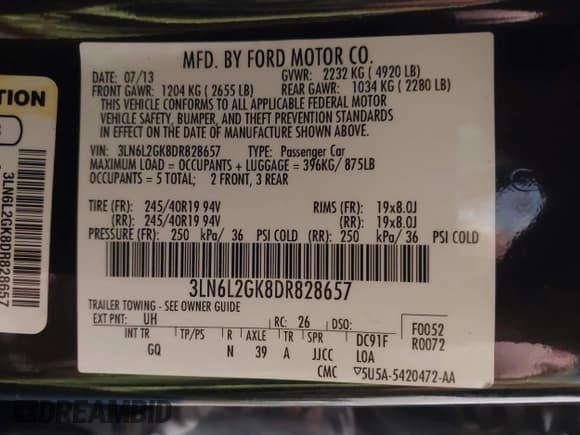 MFD. BY FORD MOTOR CO.
DATE: 07/13 GVWR: 2232 KG ( 4920 LB)
FRONT GAWR: 1204 KG ( 2655 LB) REAR GAWR: 1034 KG ( 2280 LB)
THIS VEHICLE CONFORMS TO ALL APPLICABLE FEDERAL MOTOR
VEHICLE SAFETY, BUMPER, AND THEFT PREVENTION STANDARDS
IN EFFECT ON THE DATE OF MANUFACTURE SHOWN ABOVE.
VIN: 3LN6L2GK8DR828657 TYPE: Passenger Car
MAXIMUM LOAD = OCCUPANTS + LUGGAGE = 396KG/ 875LB
OCCUPANTS = 5 TOTAL; 2 FRONT, 3 REAR
TIRE (FR): 245/40R19 94V RIMS (FR): 19x8.0J
(RR): 245/40R19 94V (RR): 19x8.0J
PRESSURE (FR): 250 kPa/ 36 PSI COLD (RR): 250 kPa/ 36 PSI COLD
3LN6L2GK8DR828657
TRAILER TOWING - SEE OWNER GUIDE
EXT PNT: UH RC: 26 DSO: F0052
INT TR TP/PS R AXLE TR SPR DC91F R0072
GQ N 39 A JJCC LOA
CMC ▽5U5A-5420472-AA
TION
3LN6L2GK8DR828657
DREAMBID